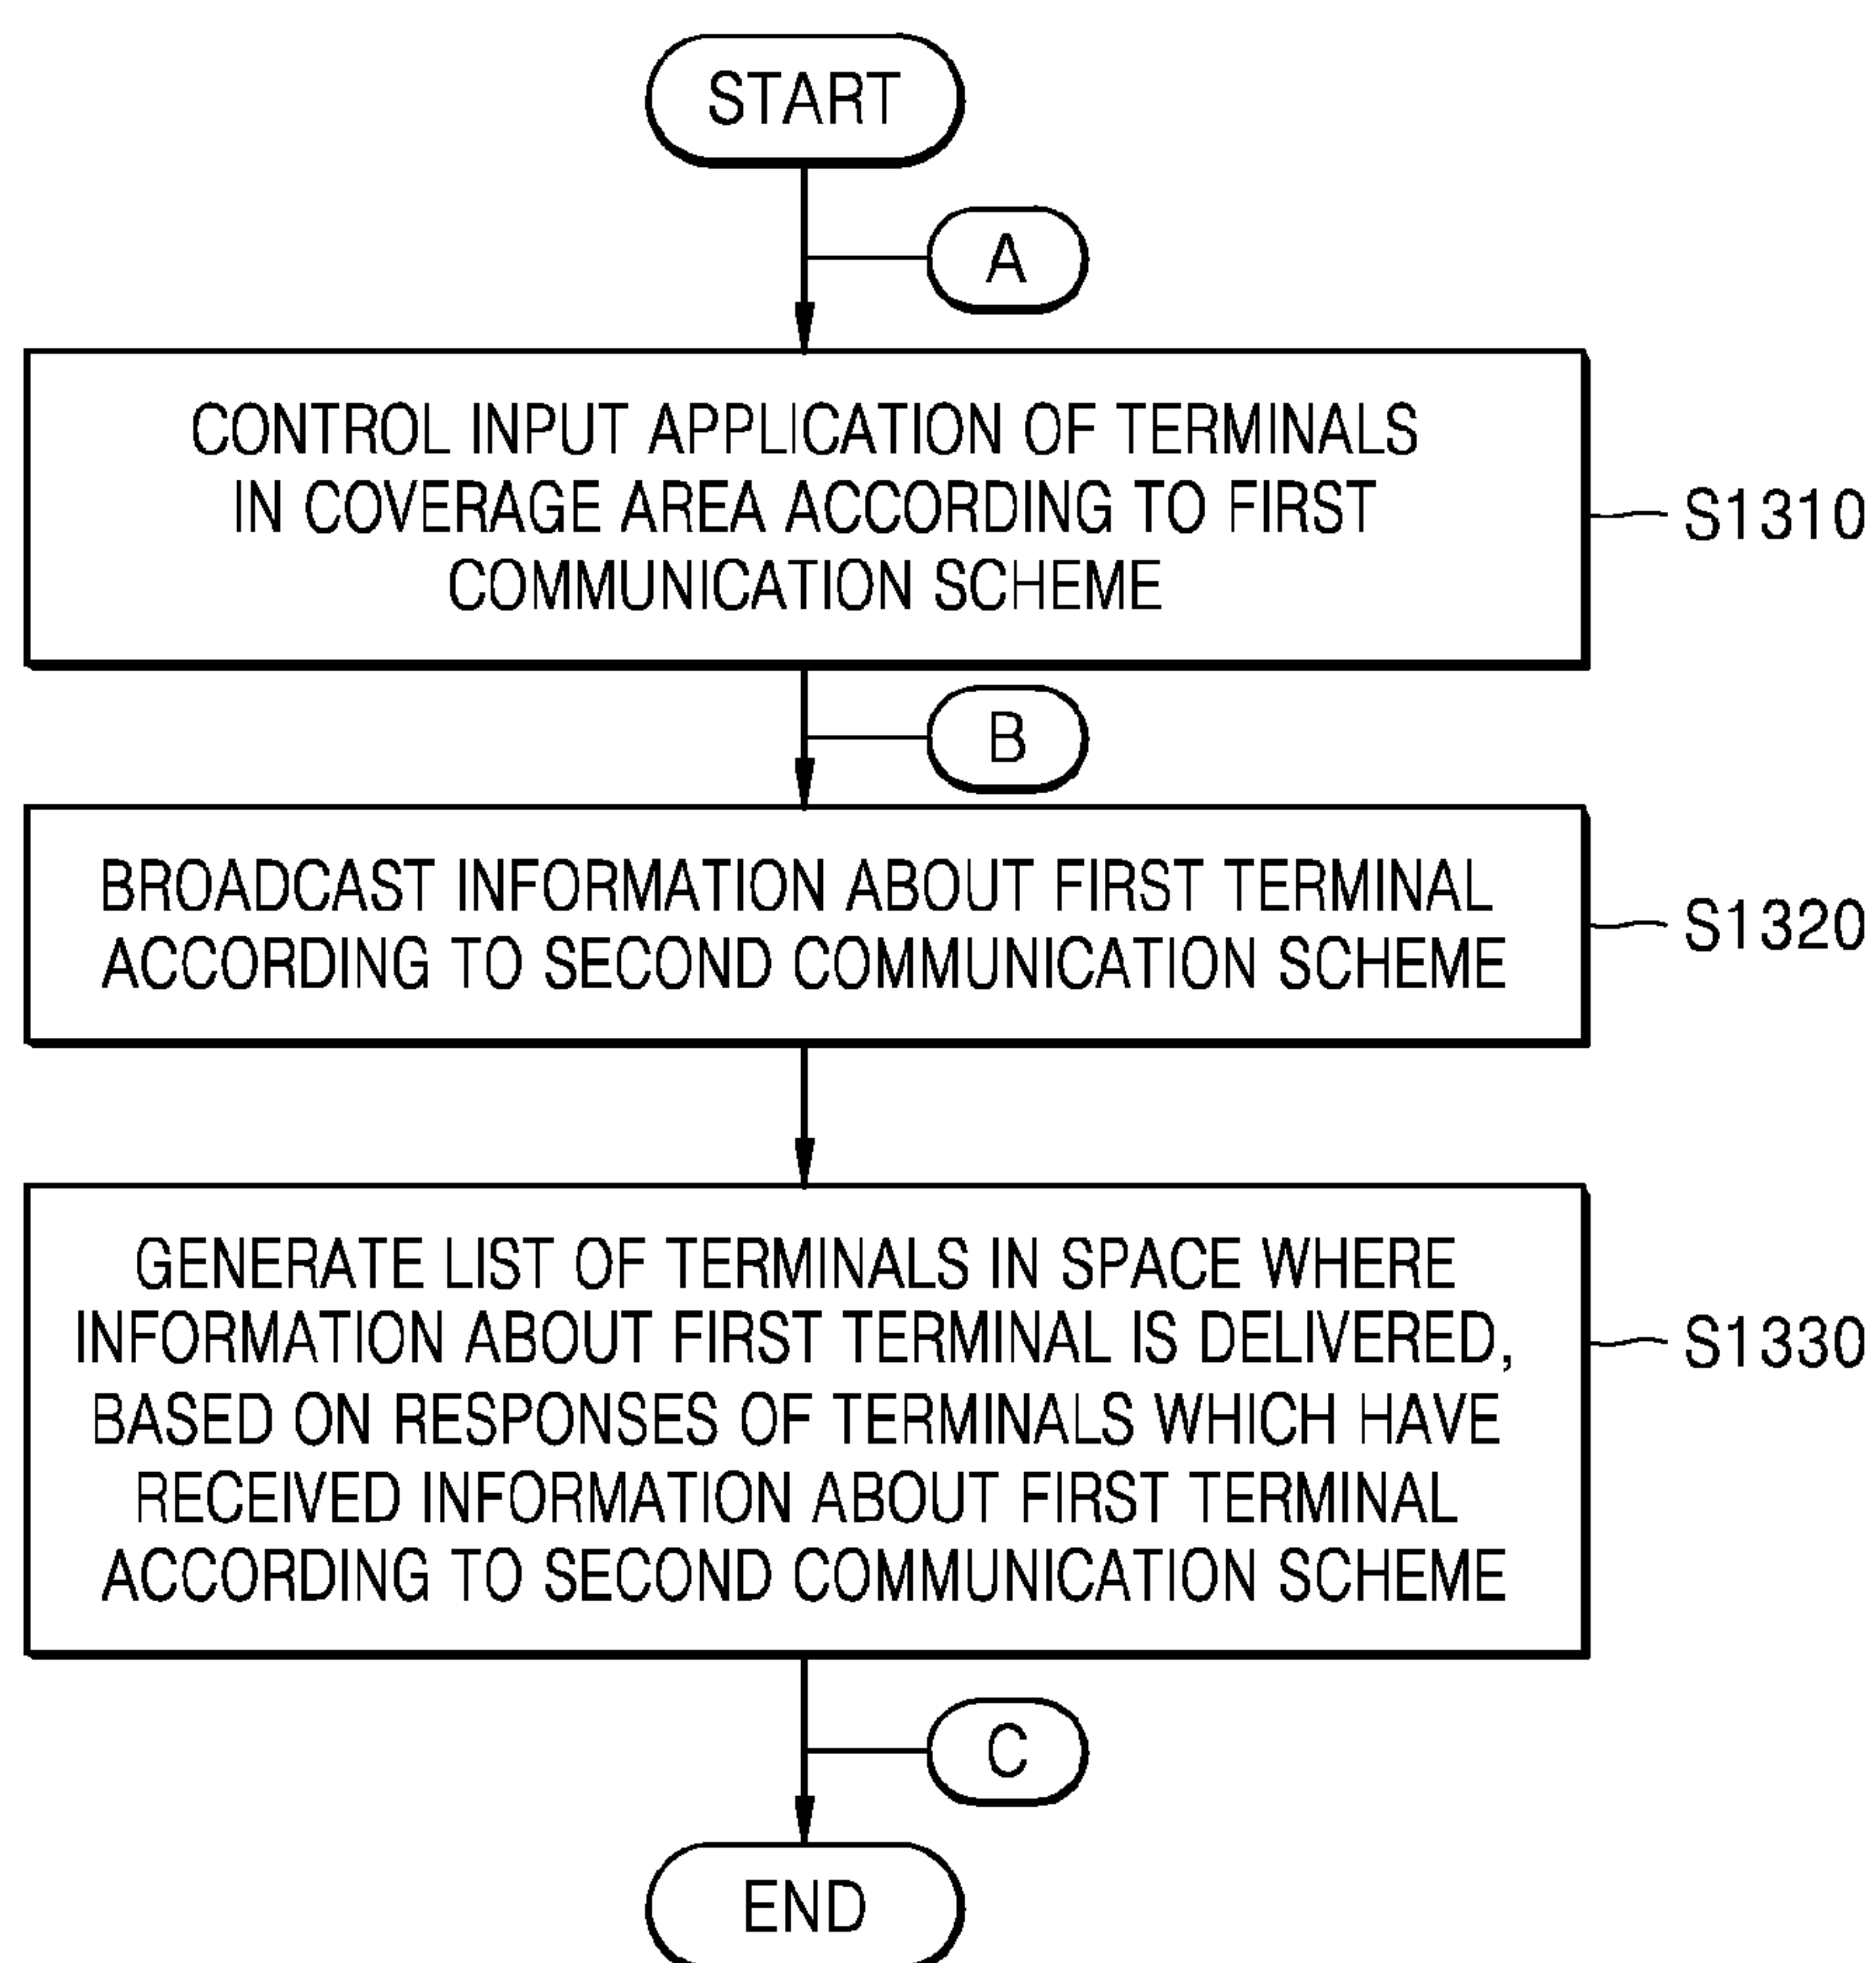 START
A
CONTROL INPUT APPLICATION OF TERMINALS
IN COVERAGE AREA ACCORDING TO FIRST
COMMUNICATION SCHEME
S1310
B
BROADCAST INFORMATION ABOUT FIRST TERMINAL
ACCORDING TO SECOND COMMUNICATION SCHEME
S1320
GENERATE LIST OF TERMINALS IN SPACE WHERE
INFORMATION ABOUT FIRST TERMINAL IS DELIVERED,
BASED ON RESPONSES OF TERMINALS WHICH HAVE
RECEIVED INFORMATION ABOUT FIRST TERMINAL
ACCORDING TO SECOND COMMUNICATION SCHEME
S1330
C
END